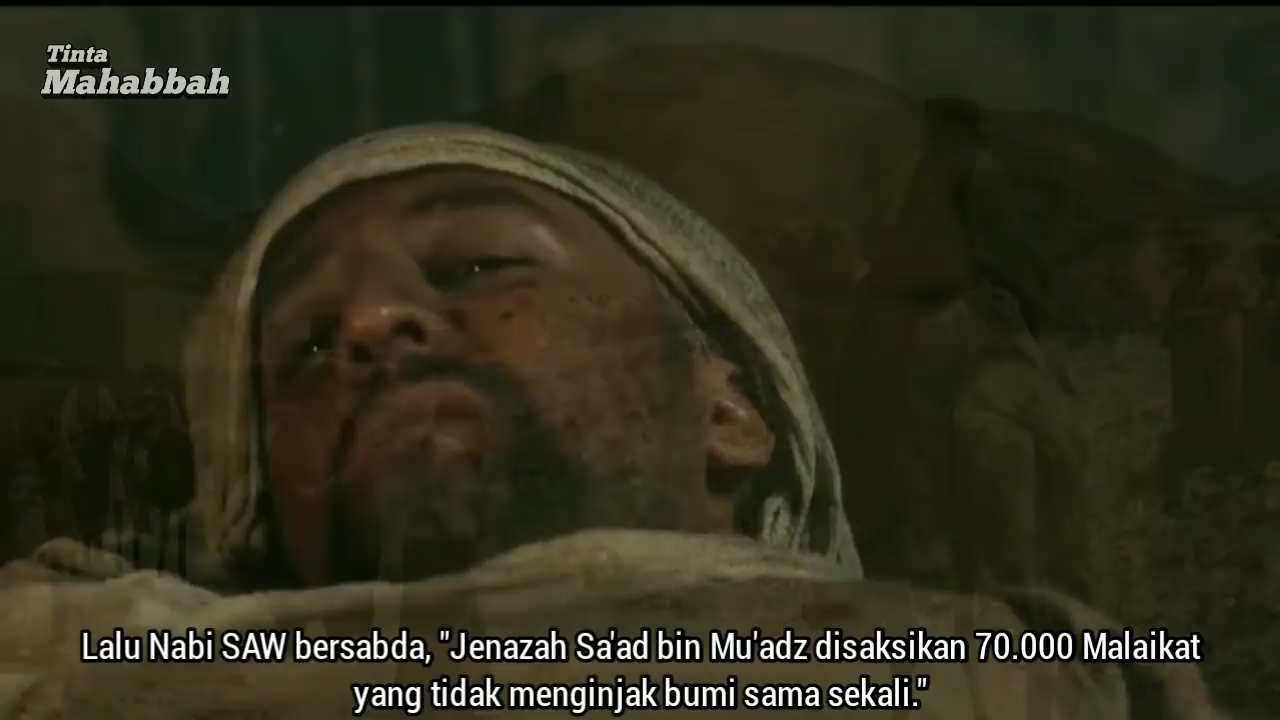 Tinta
Mahabbah
Lalu Nabi SAW bersabda, "Jenazah Sa'ad bin Mu'adz disaksikan 70.000 Malaikat
yang tidak menginjak bumi sama sekali."